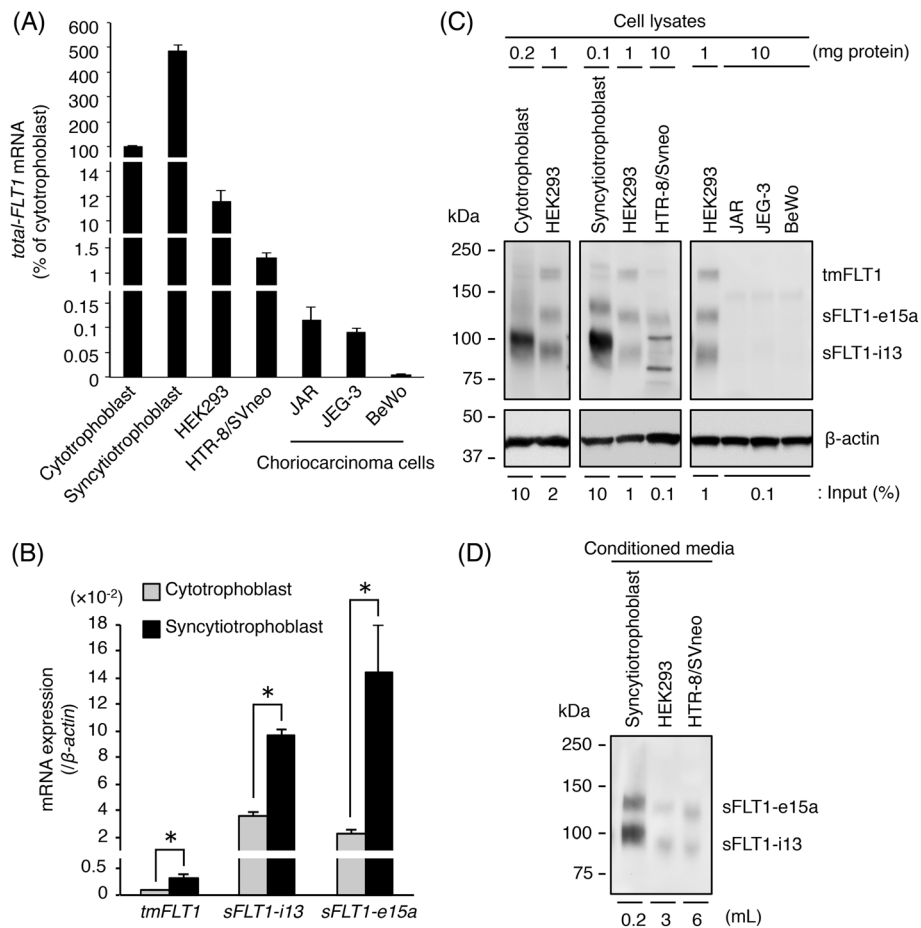 (A)
total-FLT1 mRNA
(% of cytotrophoblast)
600
500
400
300
200
100
14
12
10
1.5
1
0.15
0.1
0.05
0
Cytotrophoblast
Syncytiotrophoblast
HEK293
HTR-8/SVneo
JAR
JEG-3
BeWo
Choriocarcinoma cells
(B)
(×10-2)
Cytotrophoblast
Syncytiotrophoblast
mRNA expression
(/β-actin)
18
16
14
12
10
8
6
4
2
0.5
0
*
*
*
tmFLT1
sFLT1-i13
sFLT1-e15a
(C)
Cell lysates
0.2 1 0.1 1 10 1 10 (mg protein)
Cytotrophoblast
HEK293
Syncytiotrophoblast
HEK293
HTR-8/Svneo
HEK293
JAR
JEG-3
BeWo
kDa
250
150
100
75
50
37
tmFLT1
sFLT1-e15a
sFLT1-i13
β-actin
10 2 10 1 0.1 1 0.1 : Input (%)
(D)
Conditioned media
Syncytiotrophoblast
HEK293
HTR-8/SVneo
kDa
250
150
100
75
sFLT1-e15a
sFLT1-i13
0.2 3 6 (mL)